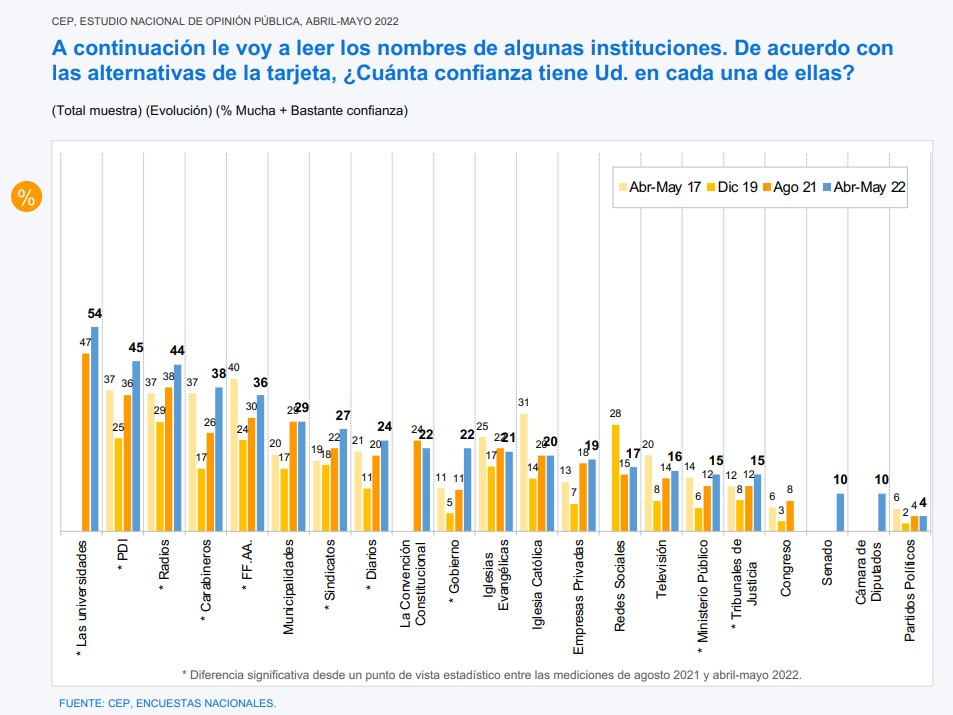 CEP, ESTUDIO NACIONAL DE OPINIÓN PÚBLICA, ABRIL-MAYO 2022
A continuación le voy a leer los nombres de algunas instituciones. De acuerdo con
las alternativas de la tarjeta, ¿Cuánta confianza tiene Ud. en cada una de ellas?
(Total muestra) (Evolución) (% Mucha + Bastante confianza)
%
Abr-May 17 Dic 19 Ago 21 Abr-May 22
47 54
37 25 36 45
37 29 38 44
37 17 26 38
40 24 30 36
20 17 29 29
19 18 22 27
21 11 20 24
24 22
11 5 11 22
25 17 22 21
31 14 20 20
13 7 18 19
28 15 17
20 8 14 16
14 6 12 15
12 8 12 15
6 3 8
10
10
6 2 4 4
* Las universidades
* PDI
* Radios
* Carabineros
* FF.AA.
Municipalidades
* Sindicatos
* Diarios
La Convención
Constitucional
* Gobierno
Iglesias
Evangélicas
Iglesia Católica
Empresas Privadas
Redes Sociales
Televisión
* Ministerio Público
* Tribunales de
Justicia
Congreso
Senado
Cámara de
Diputados
Partidos Políticos
* Diferencia significativa desde un punto de vista estadístico entre las mediciones de agosto 2021 y abril-mayo 2022.
FUENTE: CEP, ENCUESTAS NACIONALES.